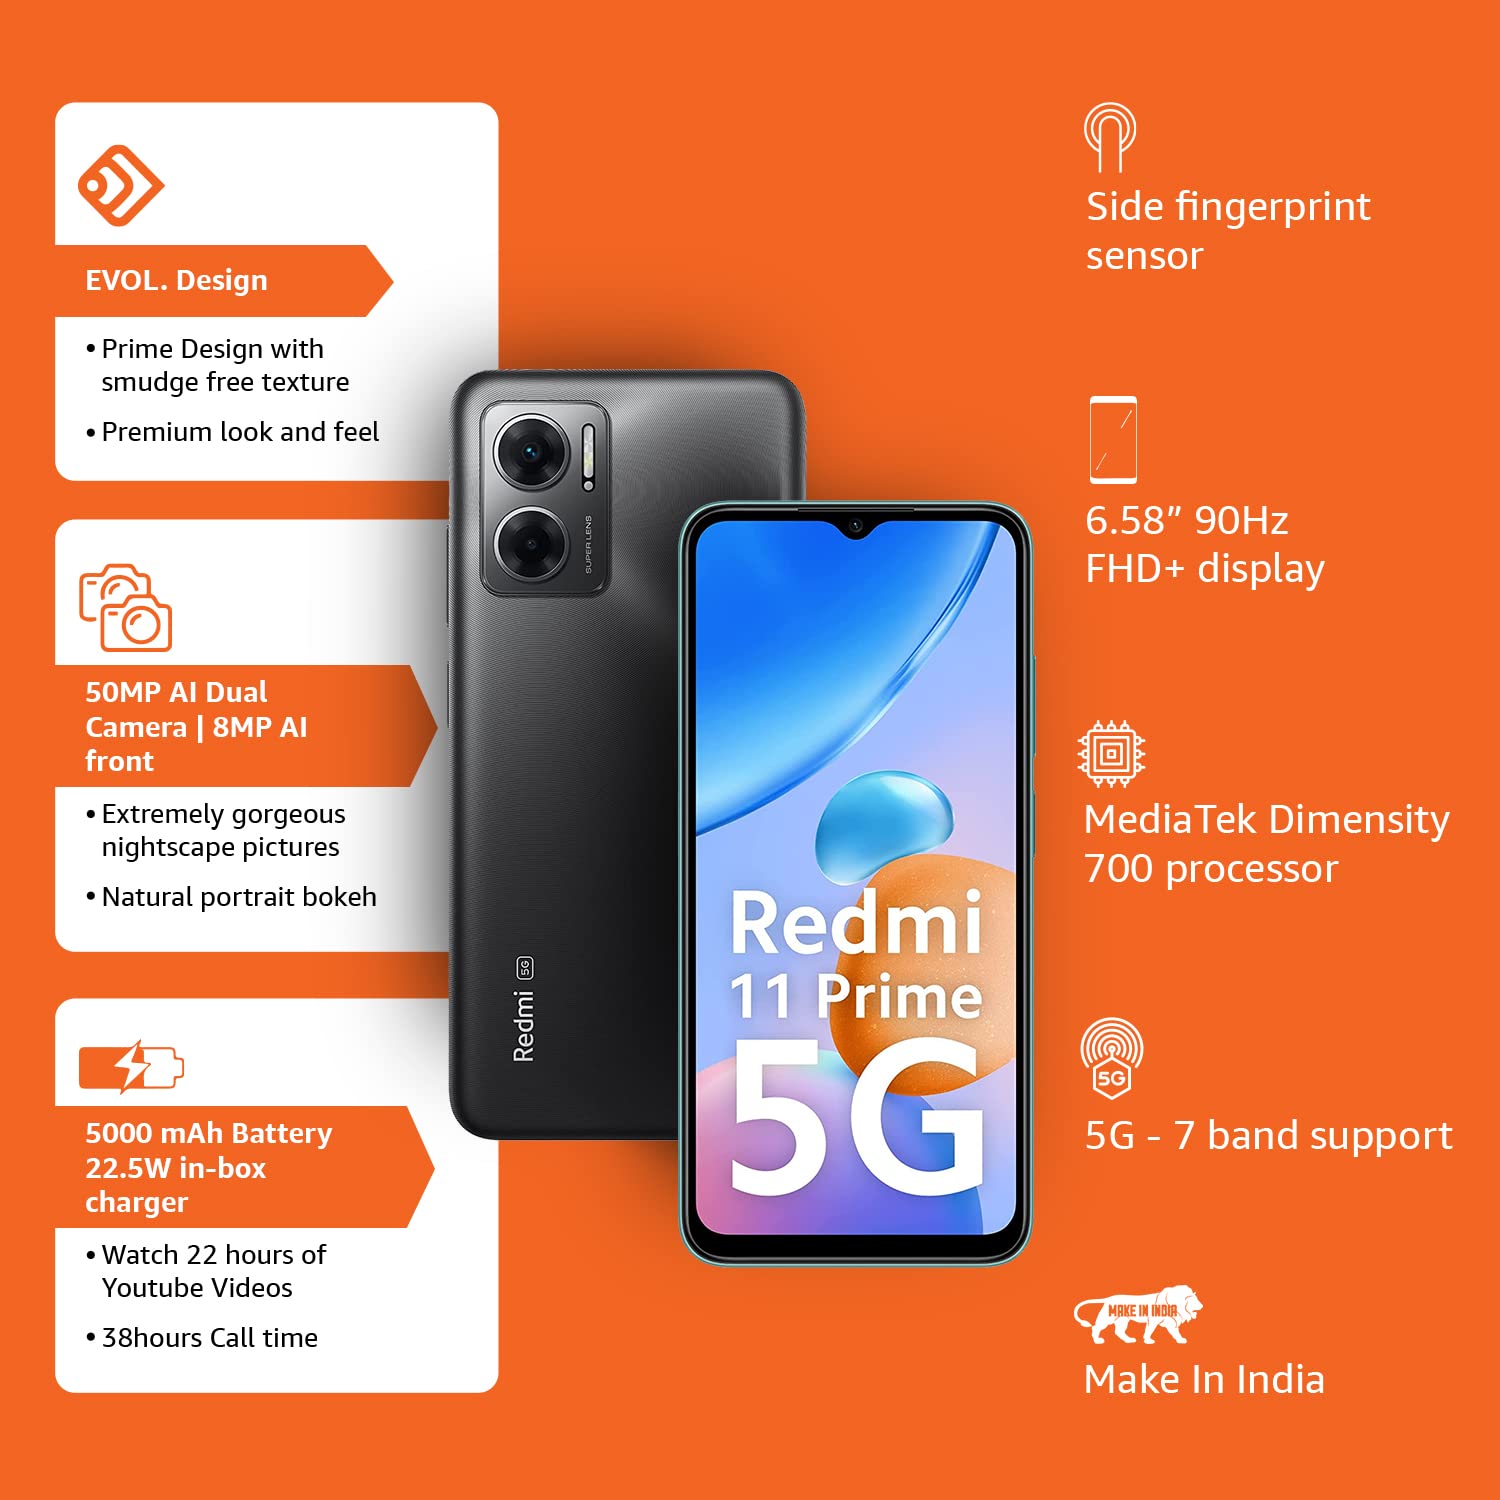 EVOL. Design
• Prime Design with
smudge free texture
• Premium look and feel
50MP AI Dual
Camera | 8MP AI
front
• Extremely gorgeous
nightscape pictures
• Natural portrait bokeh
5000 mAh Battery
22.5W in-box
charger
• Watch 22 hours of
Youtube Videos
• 38hours Call time
SUPER LENS
Redmi 5G
Redmi
11 Prime
5G
Side fingerprint
sensor
6.58” 90Hz
FHD+ display
MediaTek Dimensity
700 processor
5G
5G - 7 band support
MAKE IN INDIA
Make In India